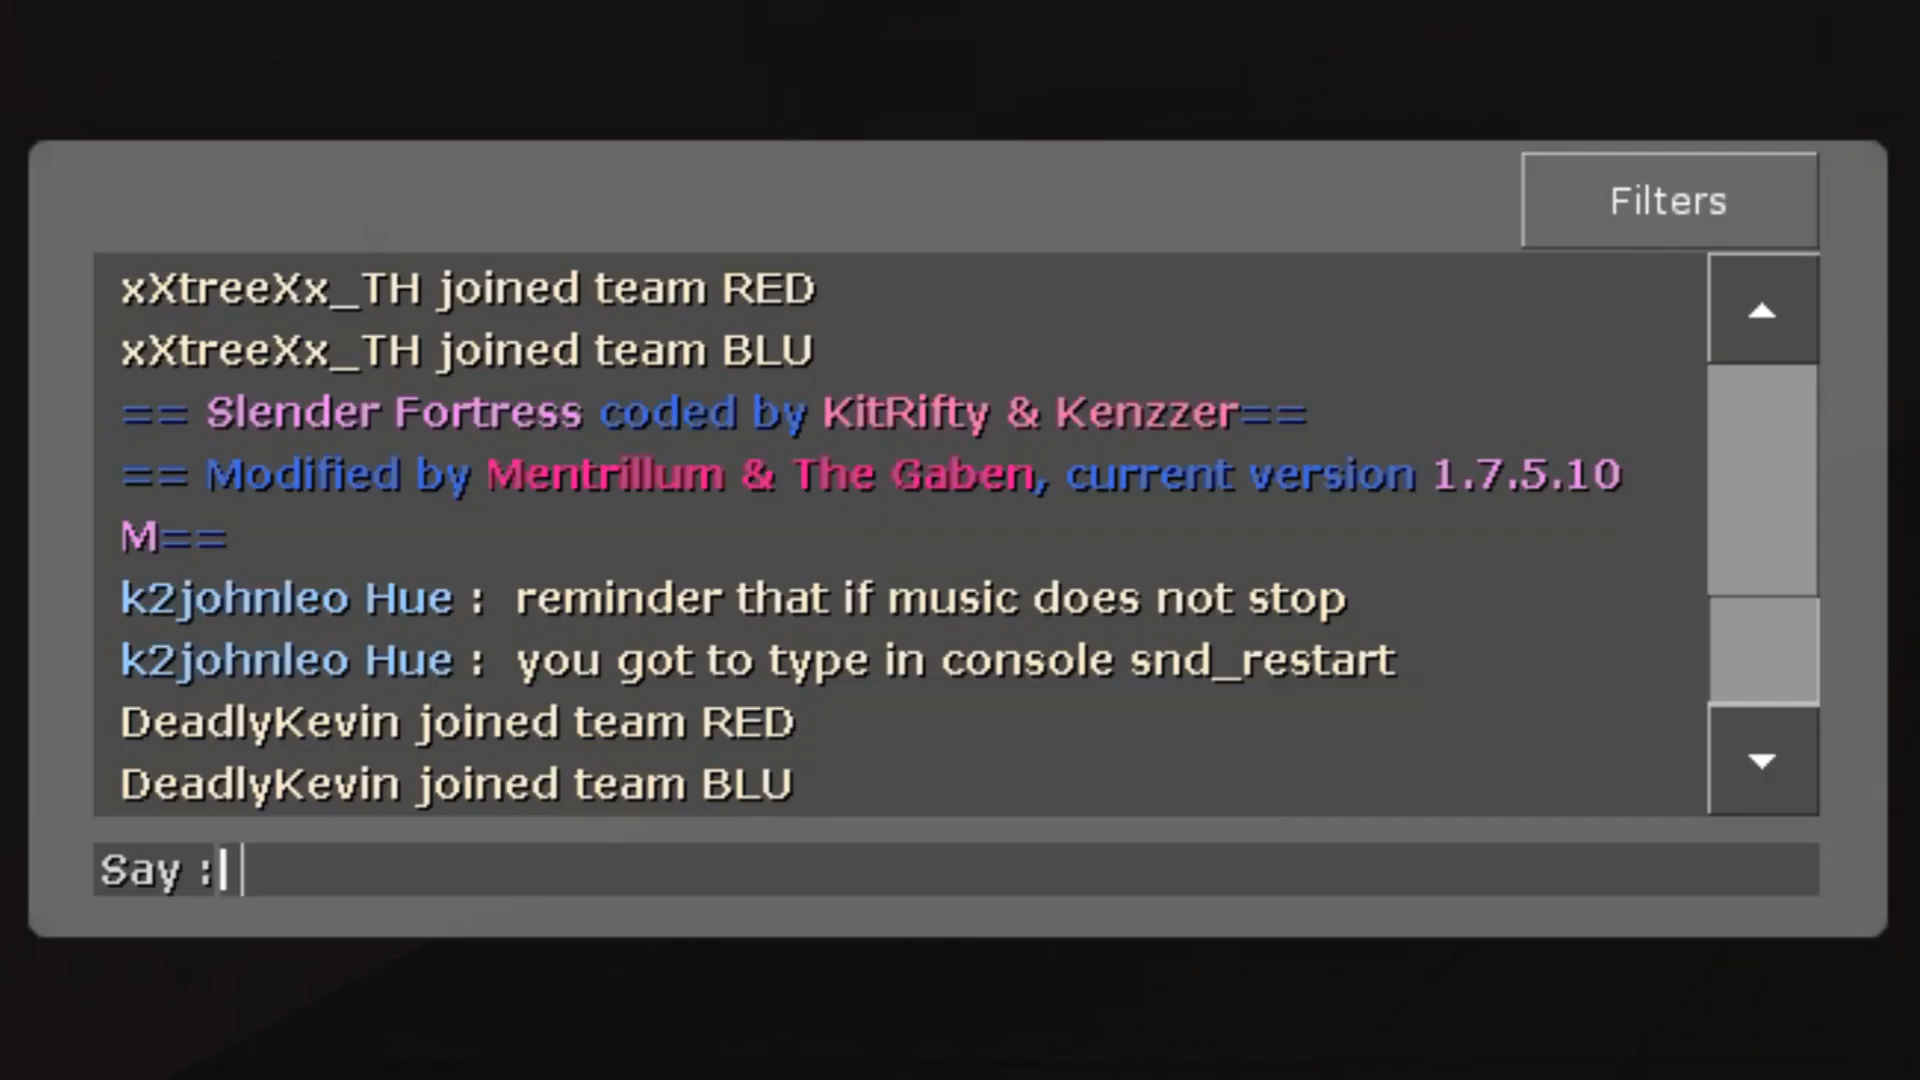 Filters
xXtreeXx_TH joined team RED
xXtreeXx_TH joined team BLU
== Slender Fortress coded by KitRifty & Kenzzer==
== Modified by Mentrillum & The Gaben, current version 1.7.5.10
M==
k2johnleo Hue :  reminder that if music does not stop
k2johnleo Hue :  you got to type in console snd_restart
DeadlyKevin joined team RED
DeadlyKevin joined team BLU
Say :